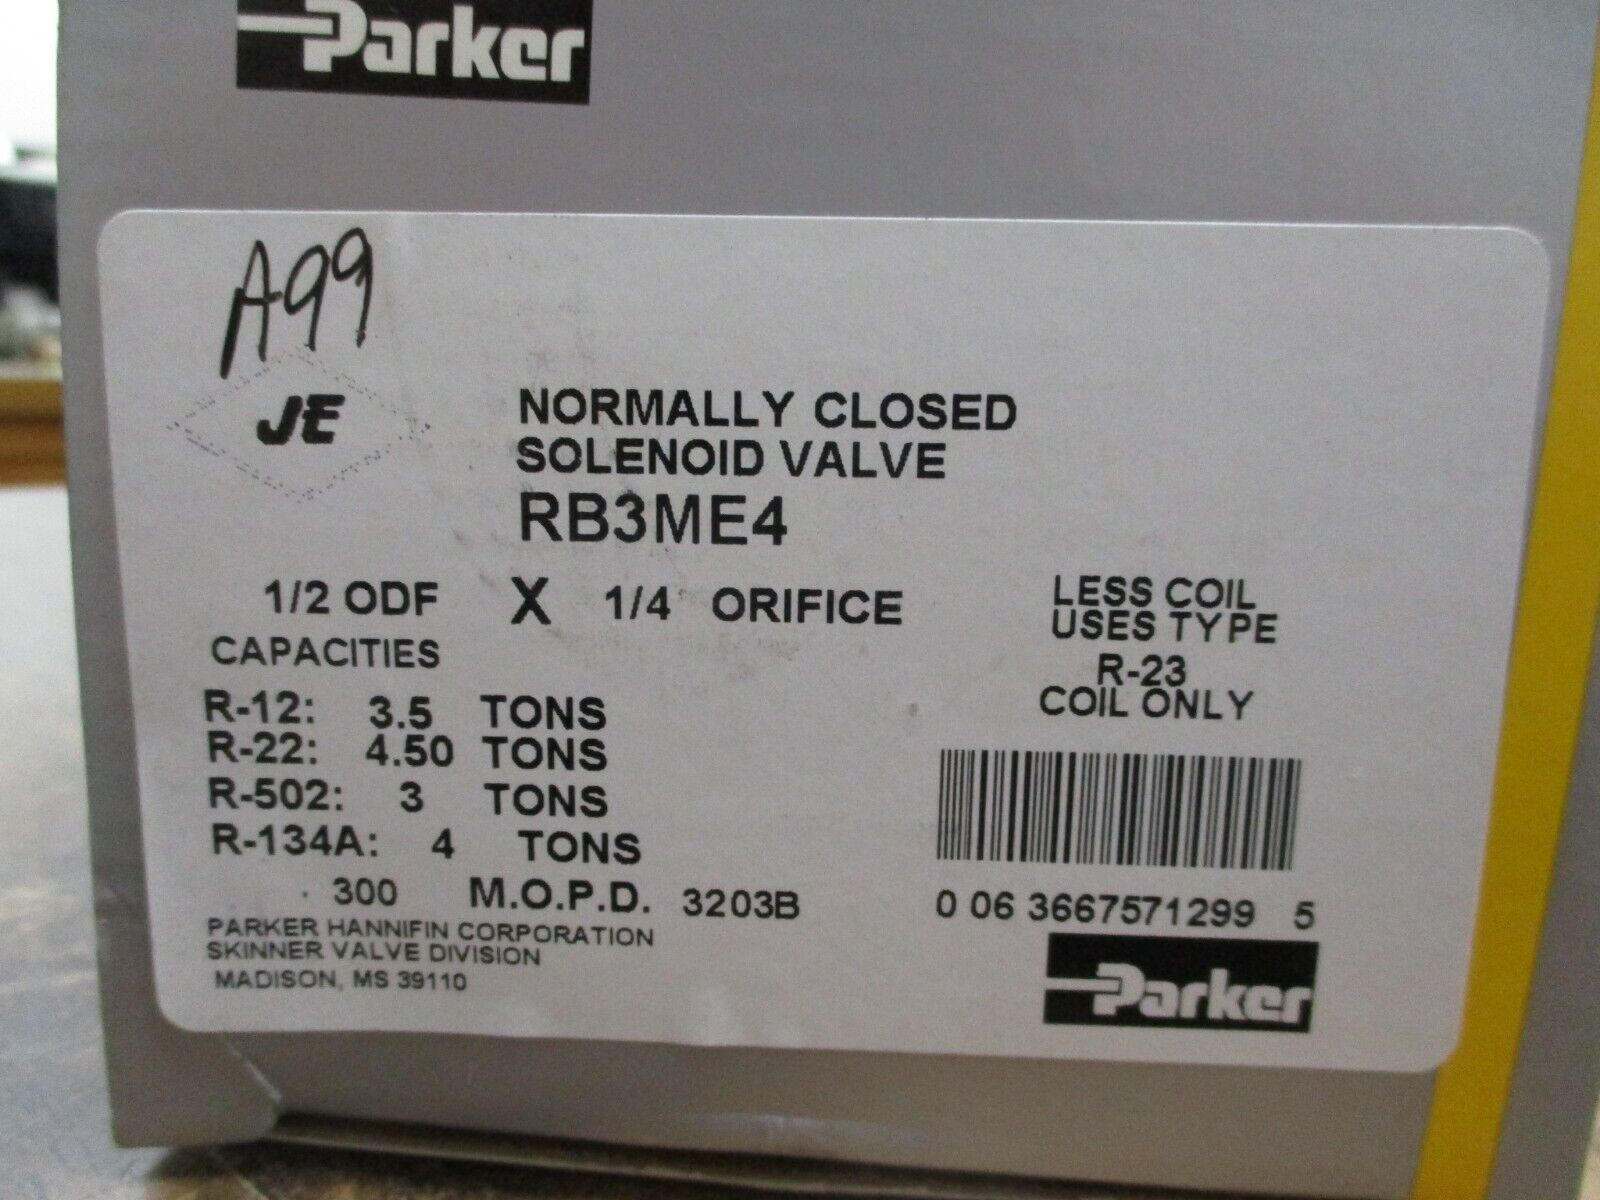 Parker
A99
JE
NORMALLY CLOSED
SOLENOID VALVE
RB3ME4
1/2 ODF X 1/4 ORIFICE
LESS COIL
USES TYPE
R-23
COIL ONLY
CAPACITIES
R-12: 3.5 TONS
R-22: 4.50 TONS
R-502: 3 TONS
R-134A: 4 TONS
300 M.O.P.D. 3203B
0 06 3667571299 5
PARKER HANNIFIN CORPORATION
SKINNER VALVE DIVISION
MADISON, MS 39110
Parker